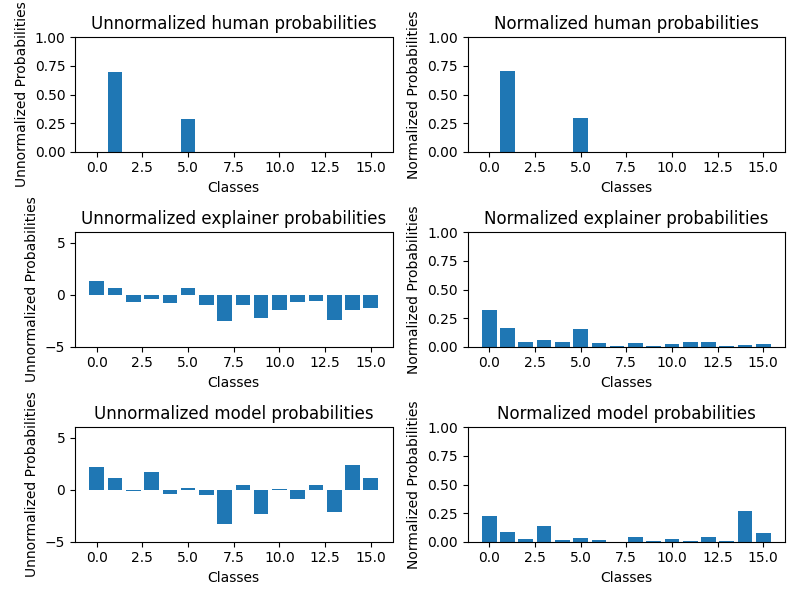 Unnormalized human probabilities
Unnormalized Probabilities
1.00
0.75
0.50
0.25
0.00
0.0 2.5 5.0 7.5 10.0 12.5 15.0
Classes
Normalized human probabilities
Normalized Probabilities
1.00
0.75
0.50
0.25
0.00
0.0 2.5 5.0 7.5 10.0 12.5 15.0
Classes
Unnormalized explainer probabilities
Unnormalized Probabilities
5
0
−5
0.0 2.5 5.0 7.5 10.0 12.5 15.0
Classes
Normalized explainer probabilities
Normalized Probabilities
1.00
0.75
0.50
0.25
0.00
0.0 2.5 5.0 7.5 10.0 12.5 15.0
Classes
Unnormalized model probabilities
Unnormalized Probabilities
5
0
−5
0.0 2.5 5.0 7.5 10.0 12.5 15.0
Classes
Normalized model probabilities
Normalized Probabilities
1.00
0.75
0.50
0.25
0.00
0.0 2.5 5.0 7.5 10.0 12.5 15.0
Classes